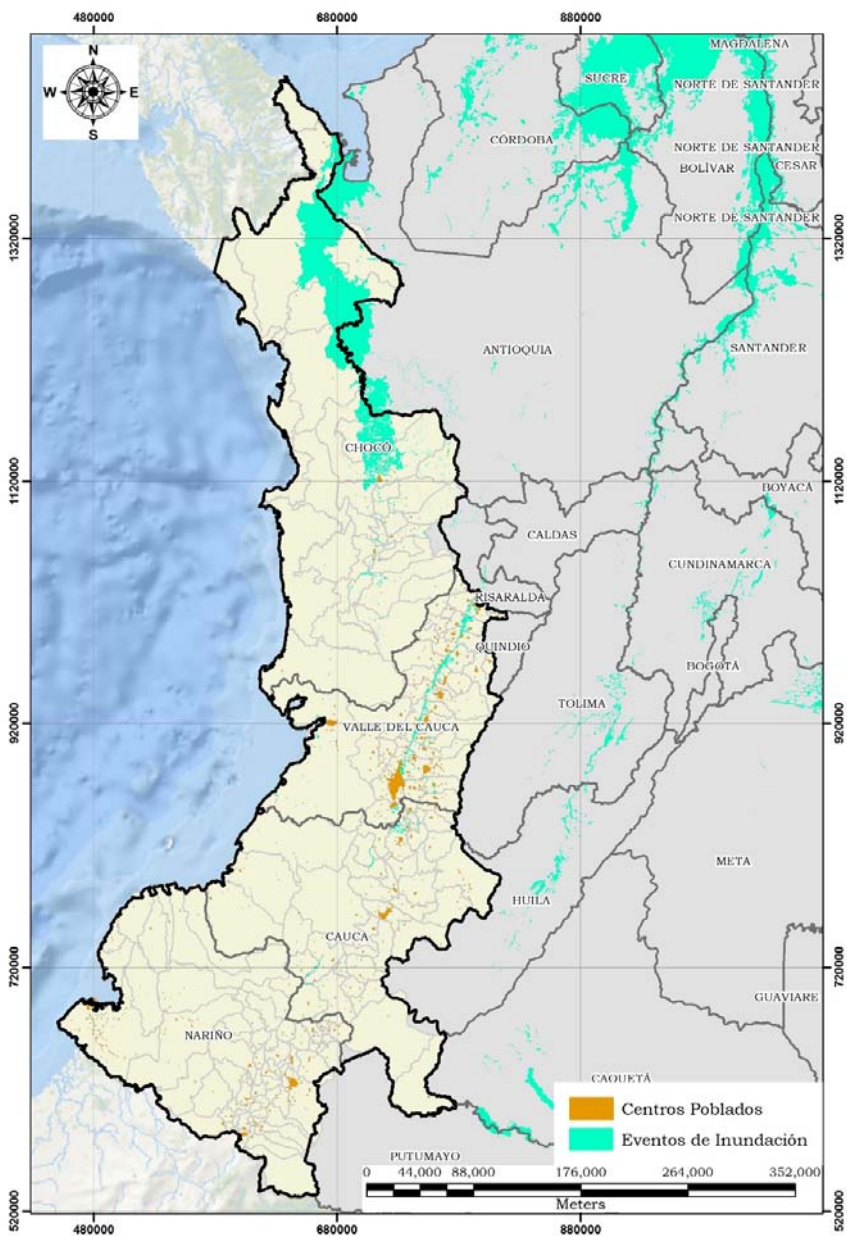 480000 680000 880000
N
W E
S
MAGDALENA
SUCRE
NORTE DE SANTANDER
CÓRDOBA
NORTE DE SANTANDER
BOLÍVAR
CESAR
NORTE DE SANTANDER
1320000 1320000
ANTIOQUIA
SANTANDER
CHOCÓ
1120000 1120000
BOYACÁ
CALDAS
CUNDINAMARCA
RISARALDA
QUINDIO
BOGOTÁ
TOLIMA
920000 920000
VALLE DEL CAUCA
META
HUILA
CAUCA
720000 720000
GUAVIARE
NARIÑO
CAQUETÁ
Centros Poblados
Eventos de Inundación
PUTUMAYO
0 44,000 88,000 176,000 264,000 352,000
Meters
520000 520000
480000 680000 880000